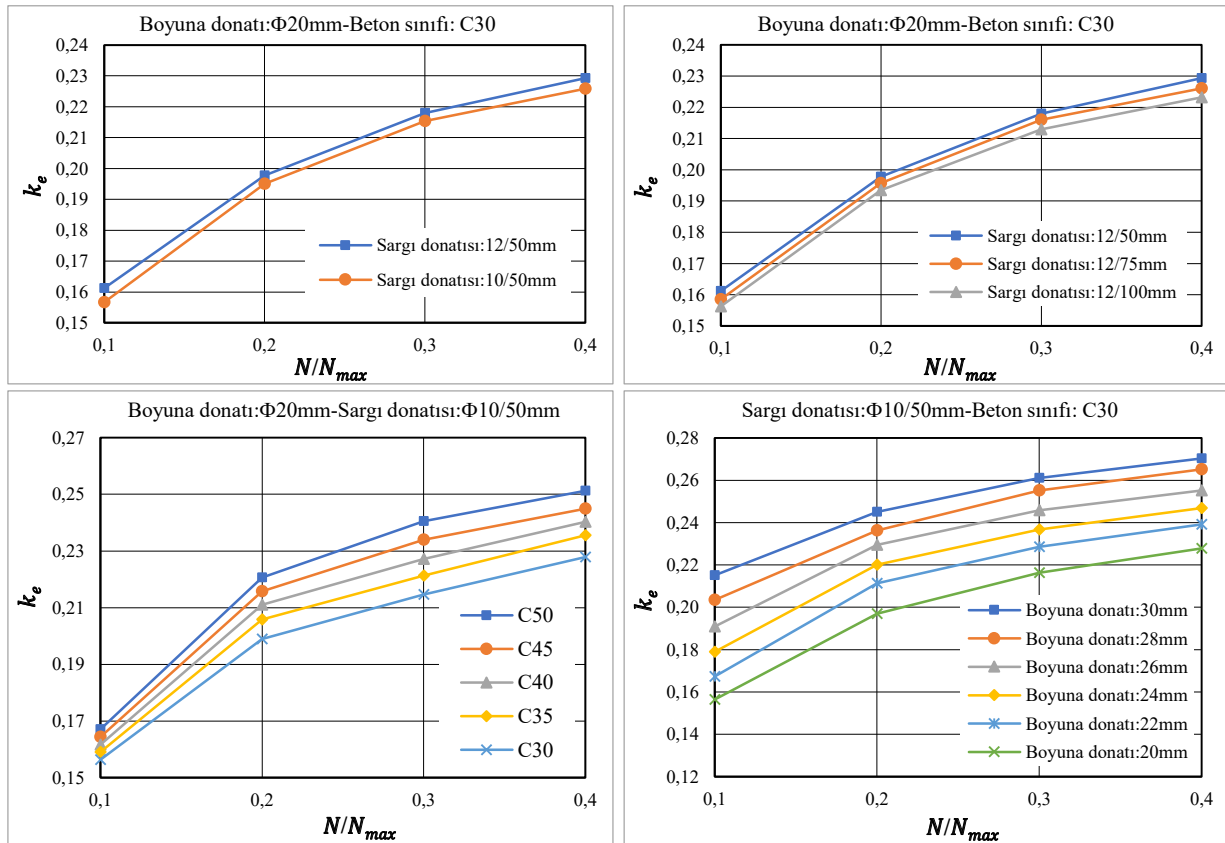 Boyuna donatı:Φ20mm-Beton sınıfı: C30
0,24
0,23
0,22
0,21
0,20
0,19
0,18
0,17
0,16
0,15
k_e
Sargı donatısı:12/50mm
Sargı donatısı:10/50mm
0,1 0,2 0,3 0,4
N/N_max
Boyuna donatı:Φ20mm-Beton sınıfı: C30
0,24
0,23
0,22
0,21
0,20
0,19
0,18
0,17
0,16
0,15
k_e
Sargı donatısı:12/50mm
Sargı donatısı:12/75mm
Sargı donatısı:12/100mm
0,1 0,2 0,3 0,4
N/N_max
Boyuna donatı:Φ20mm-Sargı donatısı:Φ10/50mm
0,27
0,25
0,23
0,21
0,19
0,17
0,15
k_e
C50
C45
C40
C35
C30
0,1 0,2 0,3 0,4
N/N_max
Sargı donatısı:Φ10/50mm-Beton sınıfı: C30
0,28
0,26
0,24
0,22
0,20
0,18
0,16
0,14
0,12
k_e
Boyuna donatı:30mm
Boyuna donatı:28mm
Boyuna donatı:26mm
Boyuna donatı:24mm
Boyuna donatı:22mm
Boyuna donatı:20mm
0,1 0,2 0,3 0,4
N/N_max